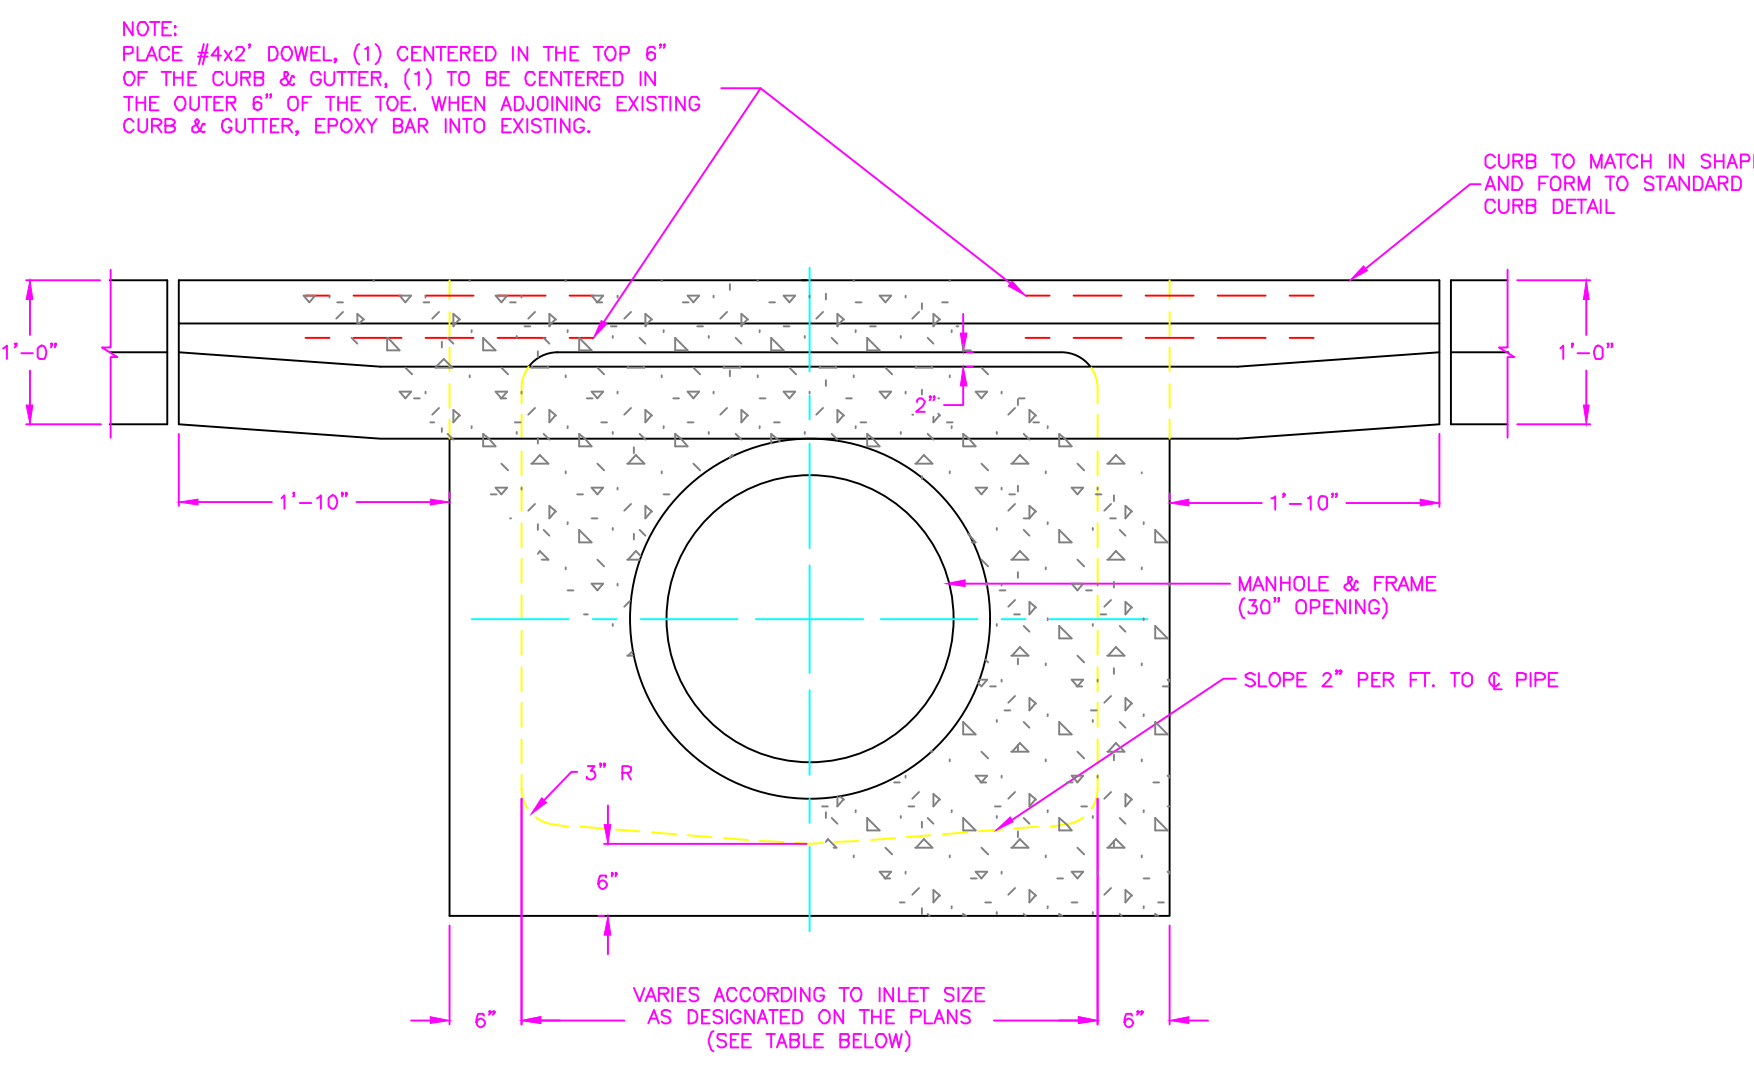 NOTE:
PLACE #4x2' DOWEL, (1) CENTERED IN THE TOP 6"
OF THE CURB & GUTTER, (1) TO BE CENTERED IN
THE OUTER 6" OF THE TOE. WHEN ADJOINING EXISTING
CURB & GUTTER, EPOXY BAR INTO EXISTING.
CURB TO MATCH IN SHAP
AND FORM TO STANDARD
CURB DETAIL
1'-0"
1'-0"
2"
1'-10"
1'-10"
MANHOLE & FRAME
(30" OPENING)
SLOPE 2" PER FT. TO ℄ PIPE
3" R
6"
VARIES ACCORDING TO INLET SIZE
AS DESIGNATED ON THE PLANS
(SEE TABLE BELOW)
6"
6"